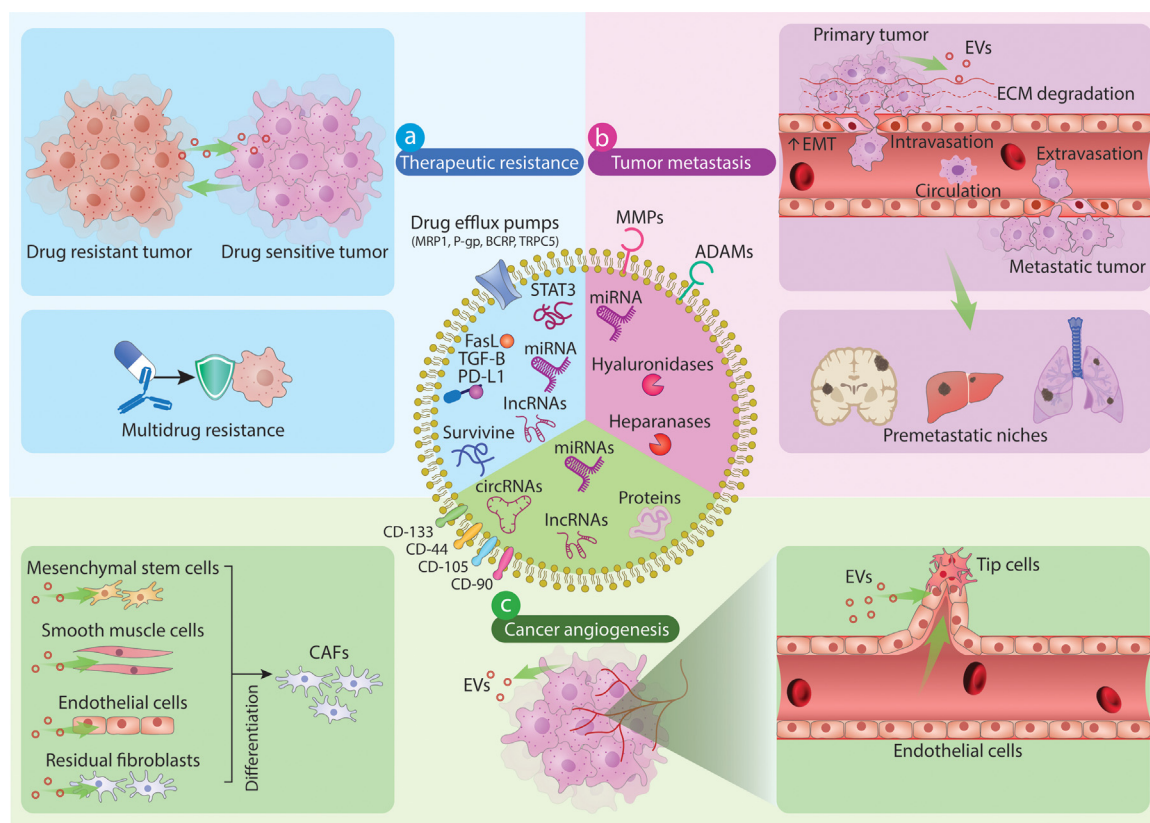 a
Therapeutic resistance
Drug resistant tumor
Drug sensitive tumor
Multidrug resistance
b
Tumor metastasis
Primary tumor
EVs
ECM degradation
↑EMT
Intravasation
Extravasation
Circulation
Metastatic tumor
Premetastatic niches
Drug efflux pumps
(MRP1, P-gp, BCRP, TRPC5)
MMPs
ADAMs
STAT3
miRNA
FasL
TGF-B
PD-L1
miRNA
lncRNAs
Survivine
Hyaluronidases
Heparanases
miRNAs
circRNAs
Proteins
lncRNAs
CD-133
CD-44
CD-105
CD-90
c
Cancer angiogenesis
Mesenchymal stem cells
Smooth muscle cells
Endothelial cells
Residual fibroblasts
Differentiation
CAFs
EVs
EVs
Tip cells
Endothelial cells